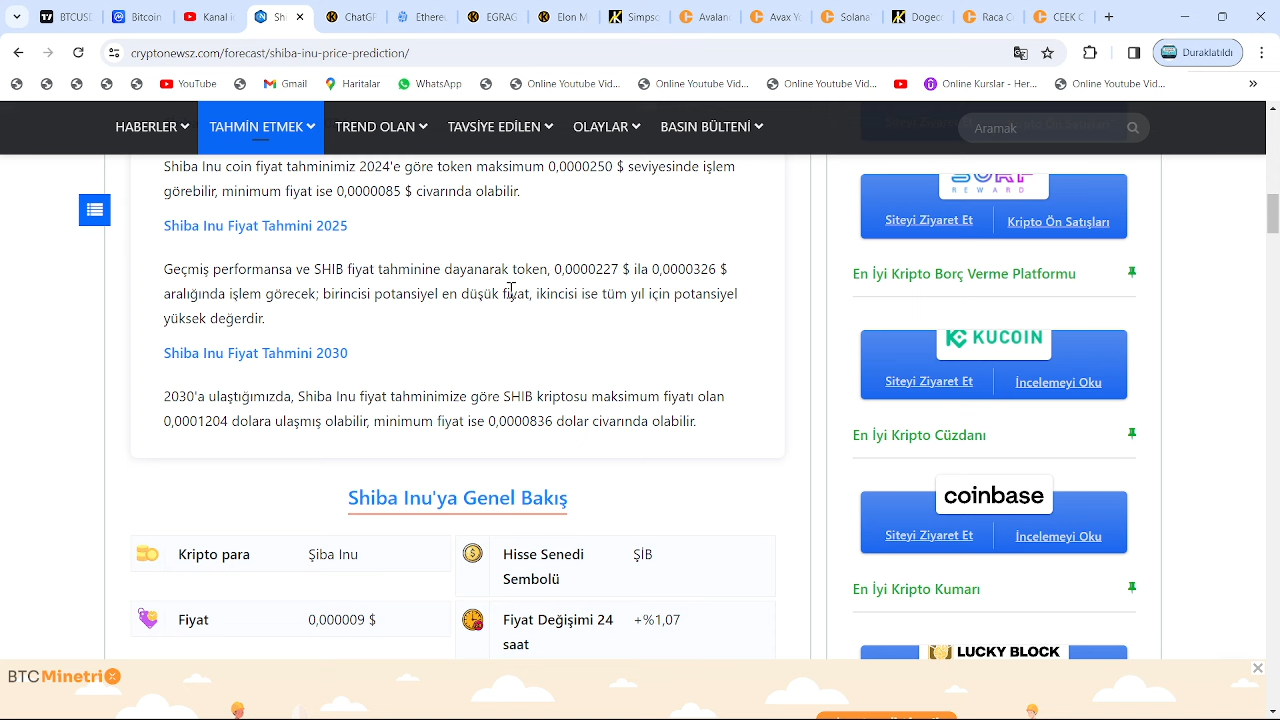 TVUSDT
Bitcoin
Kanal i
Shi
ChatG
Görev
Elon M
Simpso
Avalan
Avax Yo
Solana
Kripto
Cardan
CEEK
cryptonewsz.com/forecast/shiba-inu-price-prediction/
Duraklatıldı
YouTube
Gmail
Haritalar
WhatsApp
Online Youtube Vid...
Online Youtube Vid...
Online Youtube Vid...
Online Kurslar - Her...
Online Youtube Vid...
HABERLER
TAHMİN ETMEK
TREND OLAN
TAVSİYE EDİLEN
OLAYLAR
BASIN BÜLTENİ
Aramak
Shiba Inu coin fiyat tahminimiz 2024'e göre token maksimum 0,0000250 $ seviyesinde işlem
görebilir, minimum fiyat ise 0,0000085 $ civarında olabilir.
Shiba Inu Fiyat Tahmini 2025
Geçmiş performansa ve SHIB fiyat tahminine dayanarak token, 0,0000227 $ ila 0,0000326 $
aralığında işlem görecek; birincisi potansiyel en düşük fiyat, ikincisi ise tüm yıl için potansiyel
yüksek değerdir.
Shiba Inu Fiyat Tahmini 2030
2030'a ulaştığımızda, Shiba Inu fiyat tahminimize göre SHIB kriptosu maksimum fiyatı olan
0,0001204 dolara ulaşmış olabilir, minimum fiyat ise 0,0000836 dolar civarında olabilir.
Shiba Inu'ya Genel Bakış
Kripto para Şiba Inu
Hisse Senedi ŞİB
Sembolü
Fiyat 0,000009 $
Fiyat Değişimi 24 +%1,07
saat
REWARD
Siteyi Ziyaret Et
Kripto Ön Satışları
En İyi Kripto Borç Verme Platformu
KUCOIN
Siteyi Ziyaret Et
İncelemeyi Oku
En İyi Kripto Cüzdanı
coinbase
Siteyi Ziyaret Et
İncelemeyi Oku
En İyi Kripto Kumarı
LUCKY BLOCK
BTCMinetrix